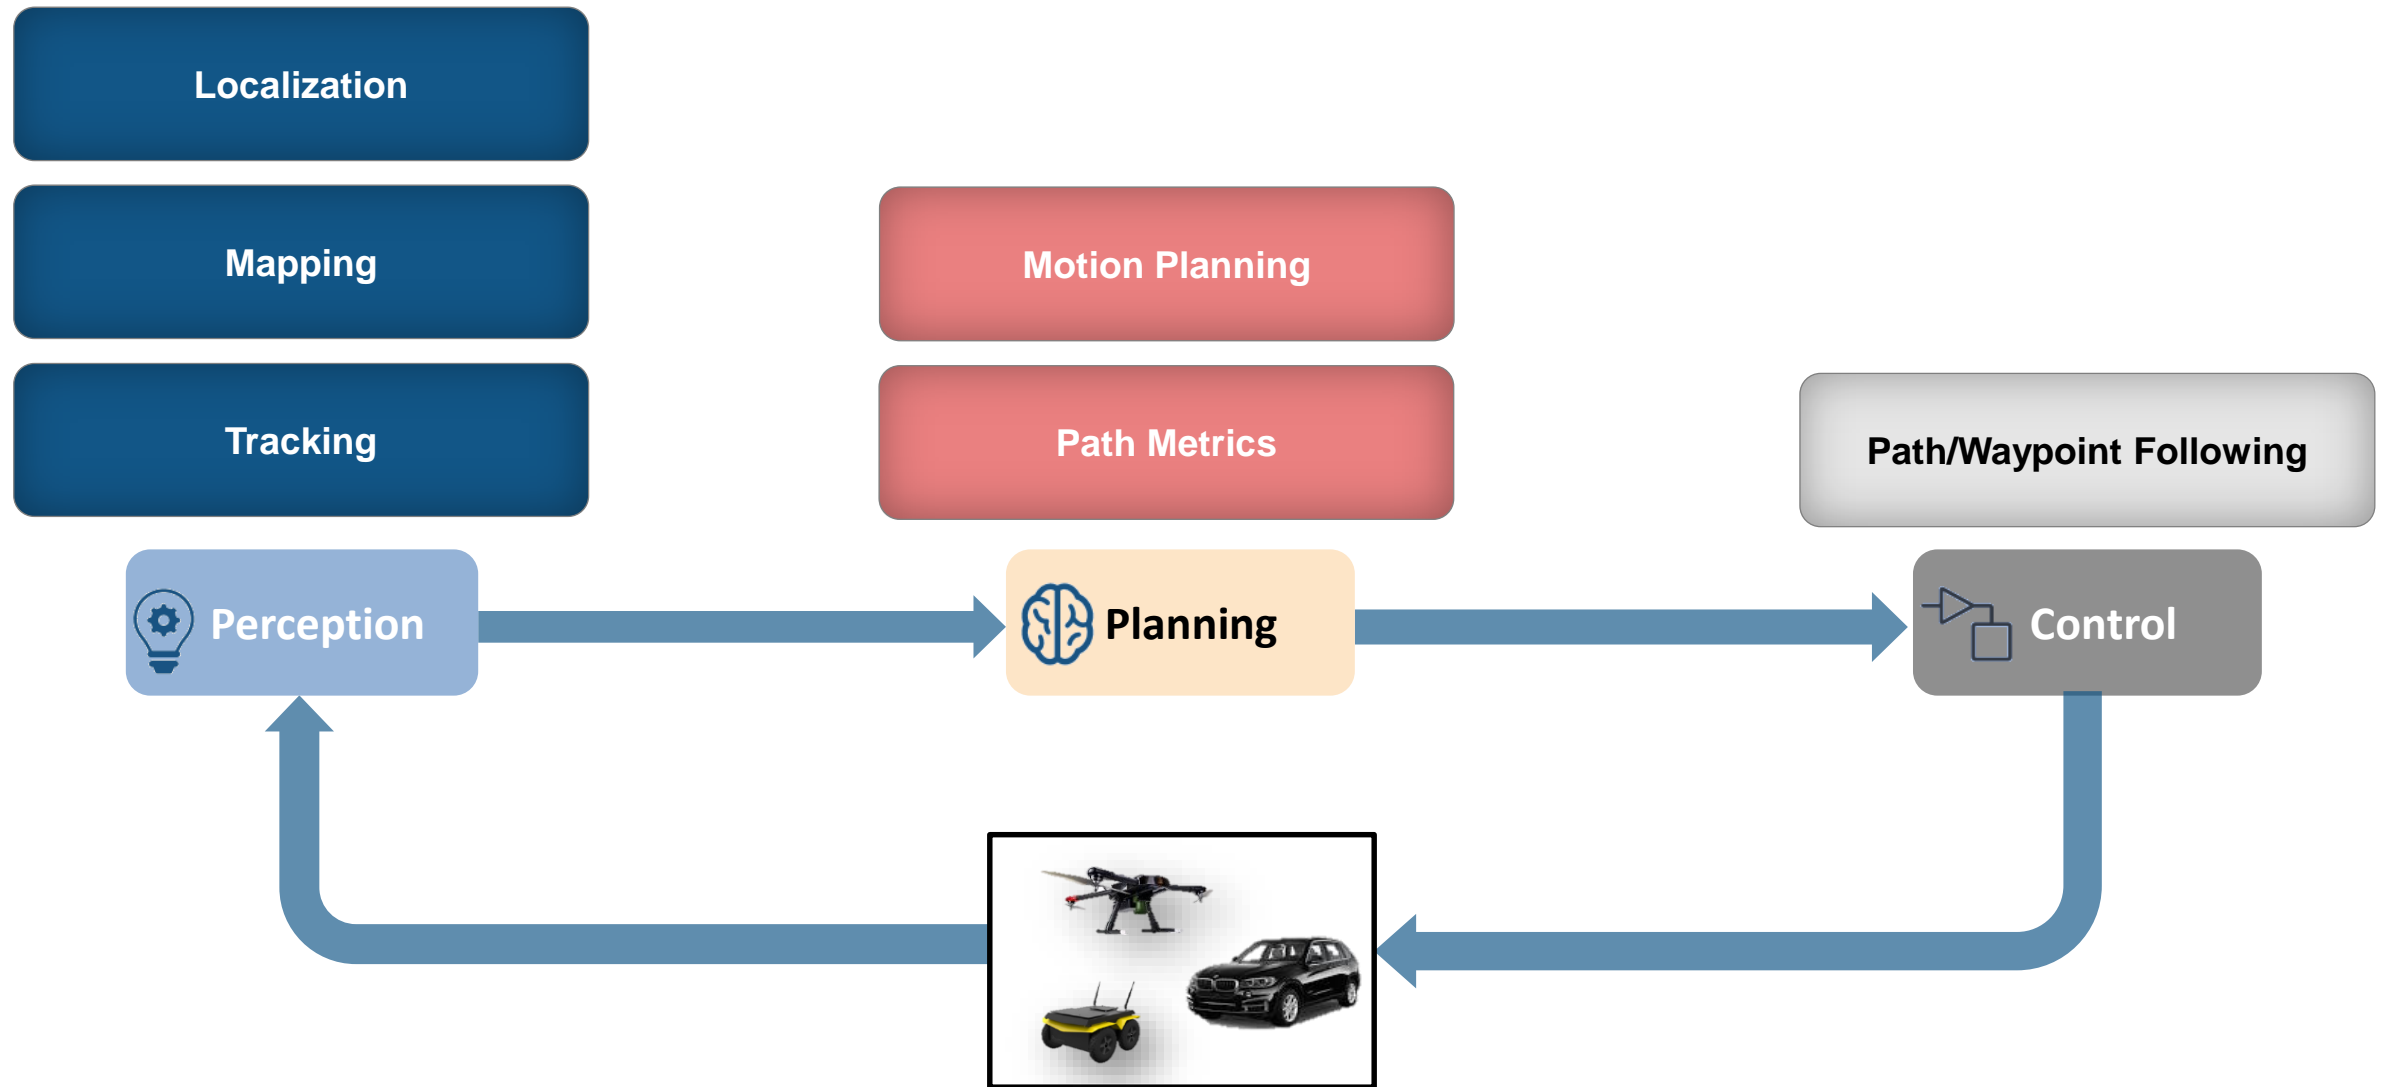 Localization
Mapping
Motion Planning
Tracking
Path Metrics
Path/Waypoint Following
Perception
Planning
Control